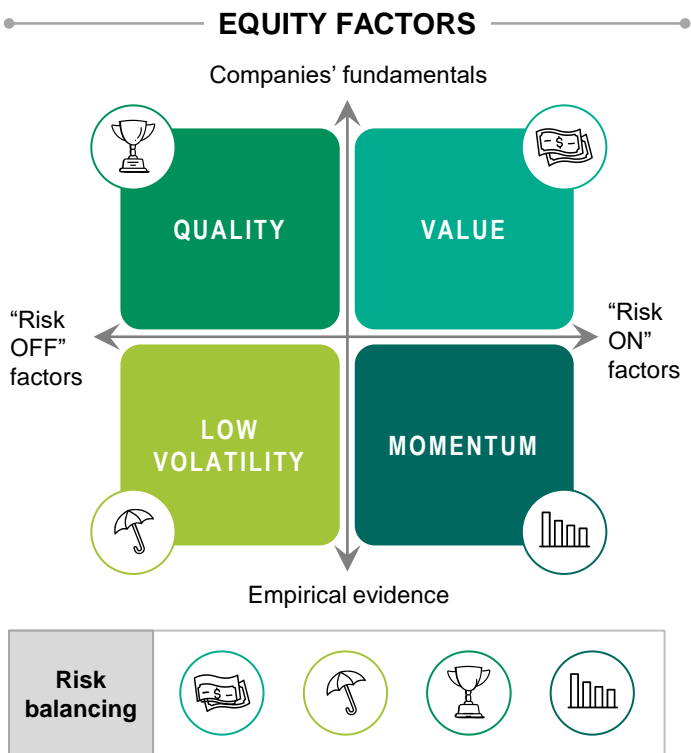 EQUITY FACTORS
Companies’ fundamentals
QUALITY
VALUE
“Risk
OFF”
factors
“Risk
ON”
factors
LOW
VOLATILITY
MOMENTUM
Empirical evidence
Risk
balancing